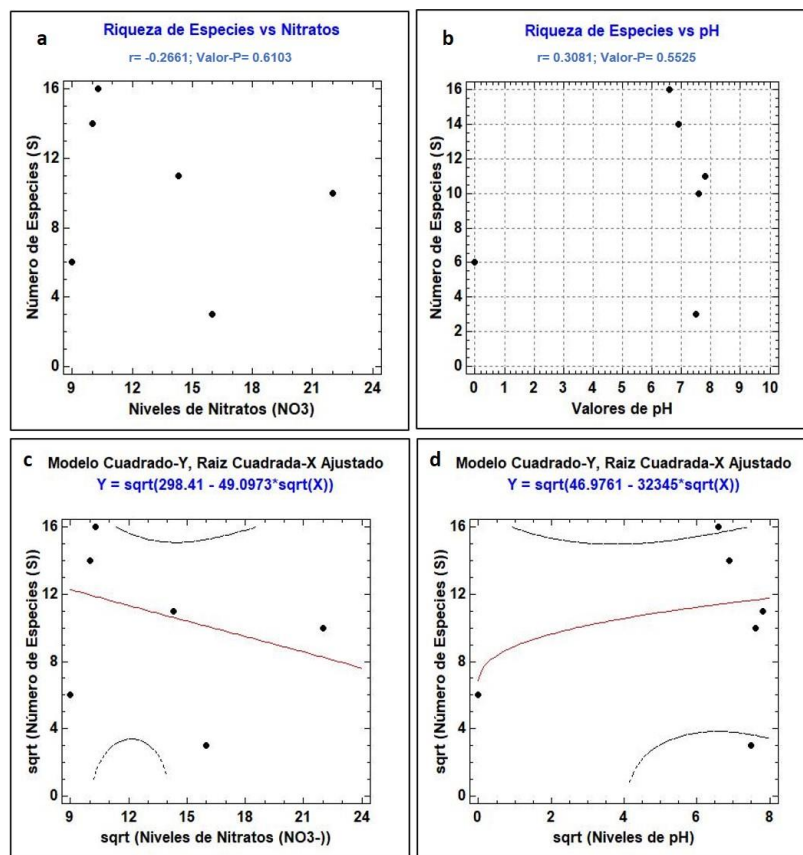 a
Riqueza de Especies vs Nitratos
r= -0.2661; Valor-P= 0.6103
Número de Especies (S)
16
12
8
4
0
9 12 15 18 21 24
Niveles de Nitratos (NO3)
b
Riqueza de Especies vs pH
r= 0.3081; Valor-P= 0.5525
Número de Especies (S)
16
14
12
10
8
6
4
2
0
0 1 2 3 4 5 6 7 8 9 10
Valores de pH
c
Modelo Cuadrado-Y, Raiz Cuadrada-X Ajustado
Y = sqrt(298.41 - 49.0973*sqrt(X))
sqrt (Número de Especies (S))
16
12
8
4
0
9 12 15 18 21 24
sqrt (Niveles de Nitratos (NO3-))
d
Modelo Cuadrado-Y, Raiz Cuadrada-X Ajustado
Y = sqrt(46.9761 - 32345*sqrt(X))
sqrt (Número de Especies (S))
16
12
8
4
0
0 2 4 6 8
sqrt (Niveles de pH)